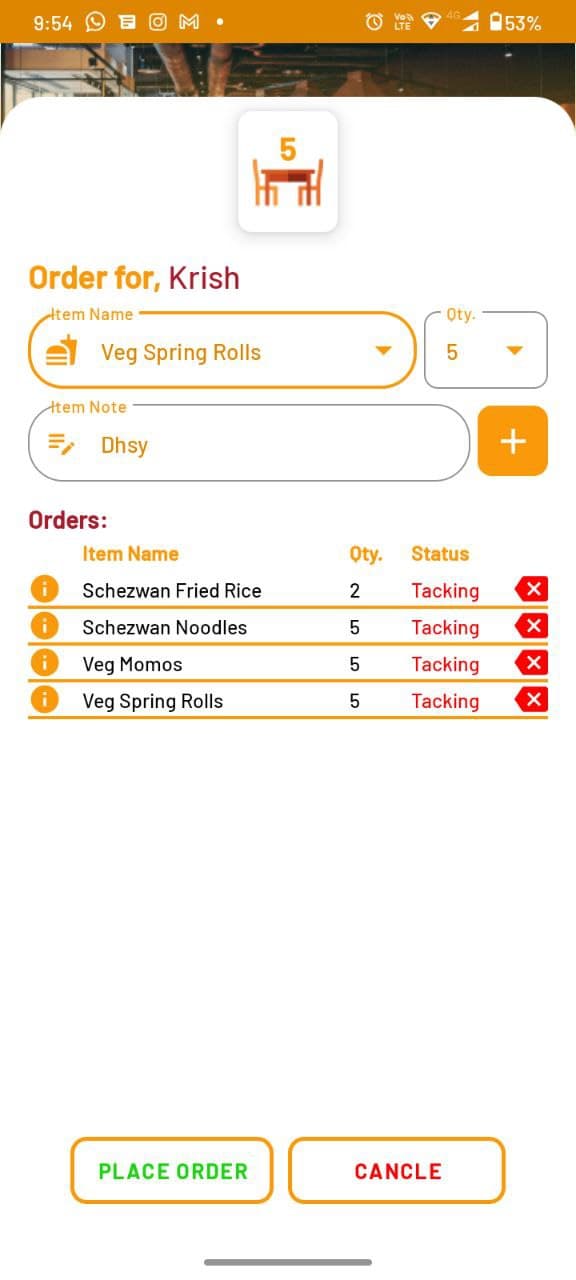 9:54 4G 53%
Vo LTE
5
Order for, Krish
Item Name Qty.
Veg Spring Rolls 5
Item Note
Dhsy
Orders:
Item Name Qty. Status
Schezwan Fried Rice 2 Tacking
Schezwan Noodles 5 Tacking
Veg Momos 5 Tacking
Veg Spring Rolls 5 Tacking
PLACE ORDER CANCLE